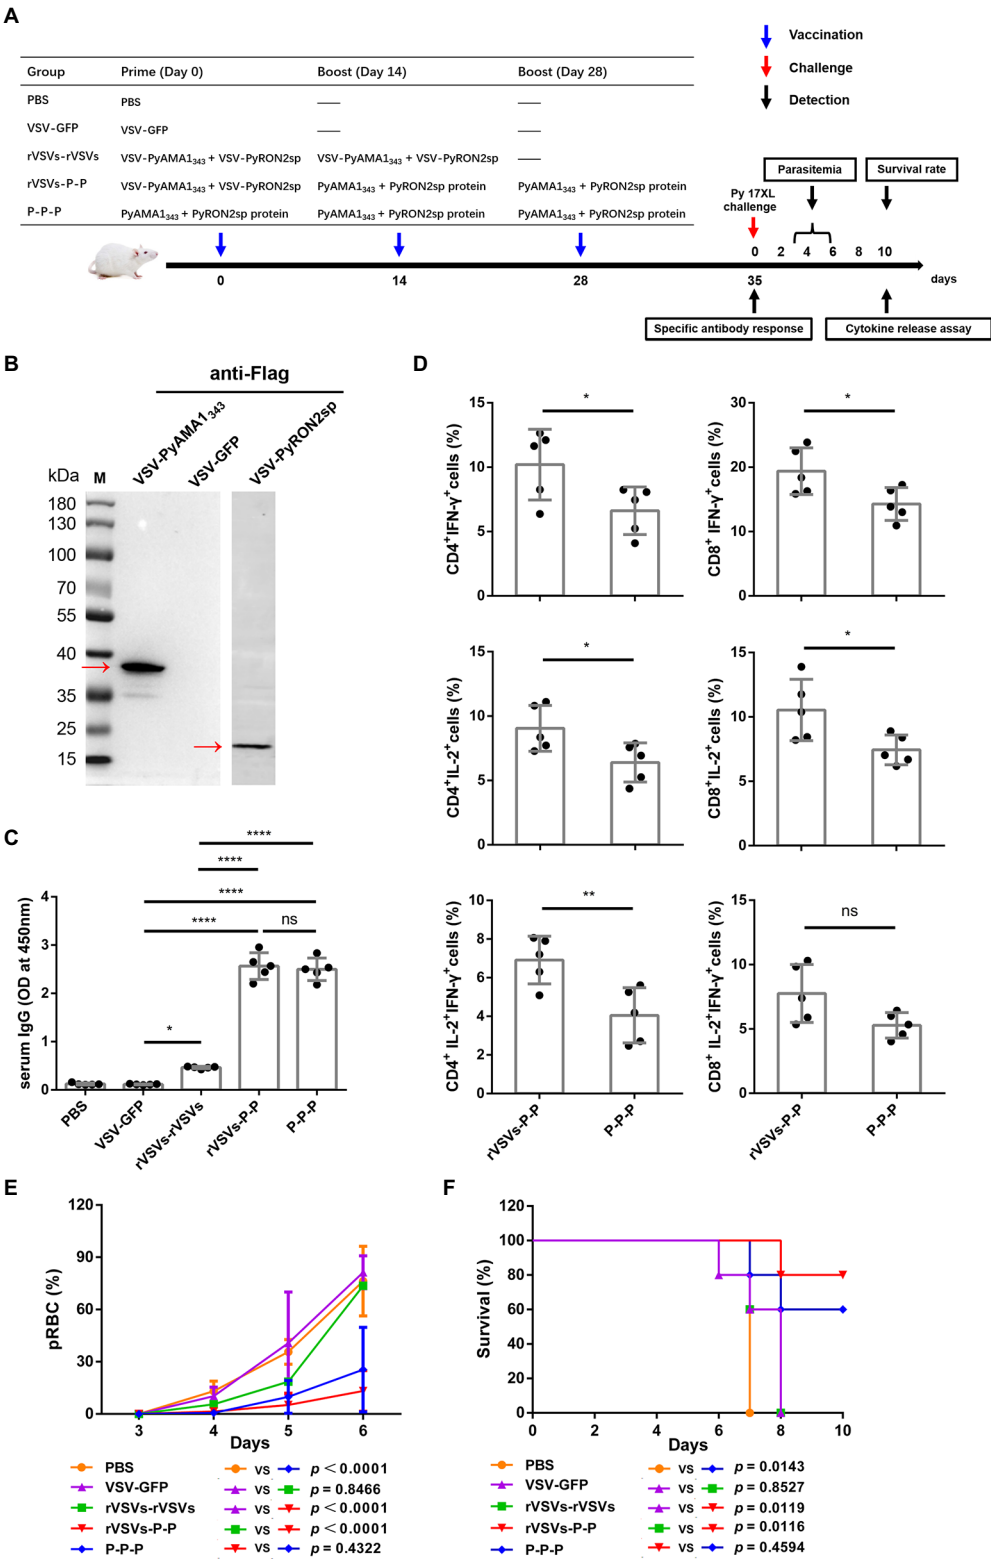 A
Vaccination
Challenge
Detection
Group Prime (Day 0) Boost (Day 14) Boost (Day 28)
PBS PBS —— ——
VSV-GFP VSV-GFP —— ——
rVSVs-rVSVs VSV-PyAMA1343 + VSV-PyRON2sp VSV-PyAMA1343 + VSV-PyRON2sp ——
rVSVs-P-P VSV-PyAMA1343 + VSV-PyRON2sp PyAMA1343 + PyRON2sp protein PyAMA1343 + PyRON2sp protein
P-P-P PyAMA1343 + PyRON2sp protein PyAMA1343 + PyRON2sp protein PyAMA1343 + PyRON2sp protein
Parasitemia Survival rate
Py 17XL
challenge
0 2 4 6 8 10
0 14 28 35 days
Specific antibody response Cytokine release assay
B
anti-Flag
kDa M VSV-PyAMA1343 VSV-GFP VSV-PyRON2sp
180
130
100
70
55
40
35
25
15
C
serum IgG (OD at 450nm)
4
3
2
1
0
****
****
****
**** ns
*
PBS VSV-GFP rVSVs-rVSVs rVSVs-P-P P-P-P
D
CD4+IFN-γ+cells (%)
15
10
5
0
*
CD8+ IFN-γ+cells (%)
30
20
10
0
*
CD4+IL-2+cells (%)
15
10
5
0
*
CD8+IL-2+cells (%)
15
10
5
0
*
CD4+ IL-2+IFN-γ+cells (%)
10
8
6
4
2
0
**
rVSVs-P-P P-P-P
CD8+ IL-2+IFN-γ+cells (%)
15
10
5
0
ns
rVSVs-P-P P-P-P
E
pRBC (%)
120
90
60
30
0
3 4 5 6
Days
PBS vs p < 0.0001
VSV-GFP vs p = 0.8466
rVSVs-rVSVs vs p < 0.0001
rVSVs-P-P vs p < 0.0001
P-P-P vs p = 0.4322
F
Survival (%)
120
100
80
60
40
20
0
0 2 4 6 8 10
Days
PBS vs p = 0.0143
VSV-GFP vs p = 0.8527
rVSVs-rVSVs vs p = 0.0119
rVSVs-P-P vs p = 0.0116
P-P-P vs p = 0.4594